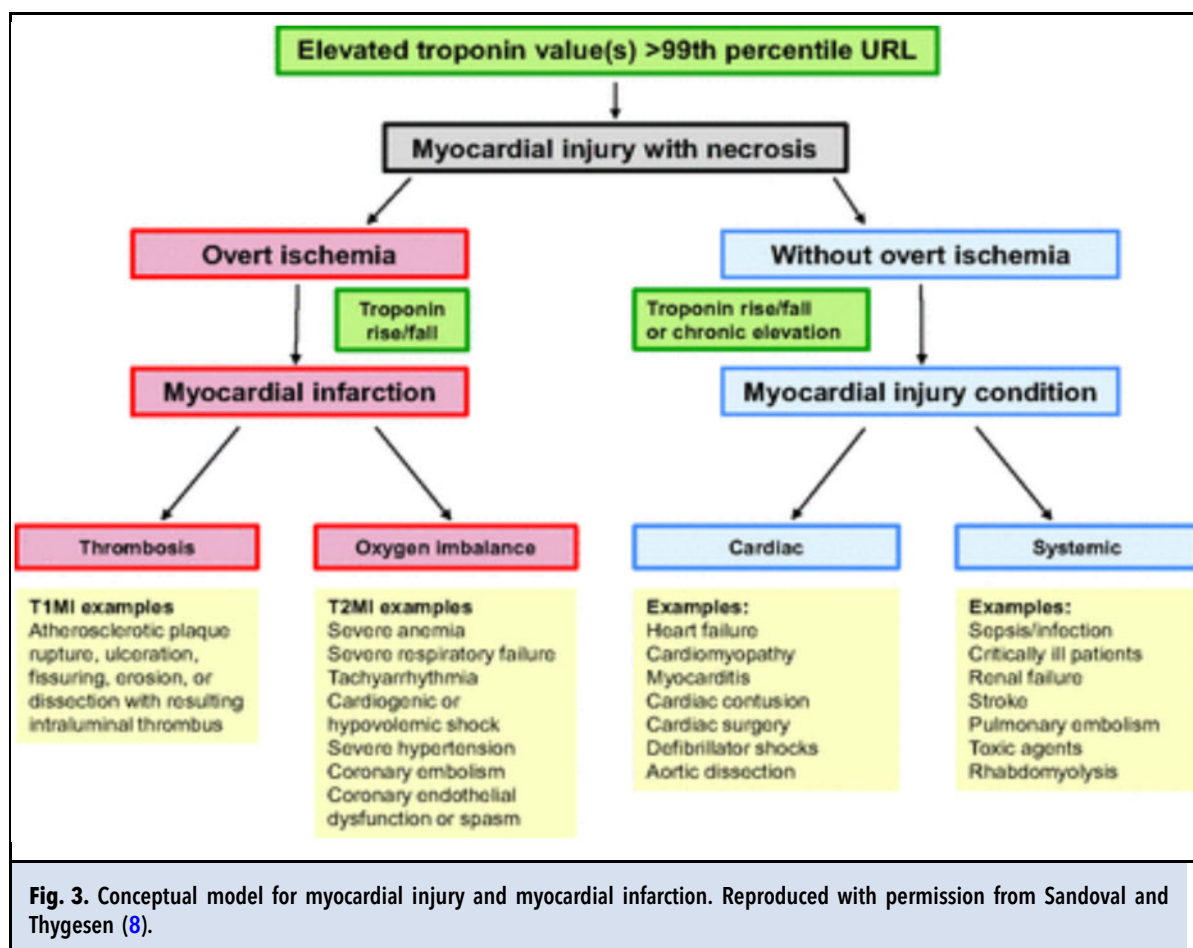 Elevated troponin value(s) >99th percentile URL
Myocardial injury with necrosis
Overt ischemia
Without overt ischemia
Troponin
rise/fall
Troponin rise/fall
or chronic elevation
Myocardial infarction
Myocardial injury condition
Thrombosis
Oxygen imbalance
Cardiac
Systemic
T1MI examples
Atherosclerotic plaque
rupture, ulceration,
fissuring, erosion, or
dissection with resulting
intraluminal thrombus
T2MI examples
Severe anemia
Severe respiratory failure
Tachyarrhythmia
Cardiogenic or
hypovolemic shock
Severe hypertension
Coronary embolism
Coronary endothelial
dysfunction or spasm
Examples:
Heart failure
Cardiomyopathy
Myocarditis
Cardiac contusion
Cardiac surgery
Defibrillator shocks
Aortic dissection
Examples:
Sepsis/infection
Critically ill patients
Renal failure
Stroke
Pulmonary embolism
Toxic agents
Rhabdomyolysis
Fig. 3. Conceptual model for myocardial injury and myocardial infarction. Reproduced with permission from Sandoval and
Thygesen (8).